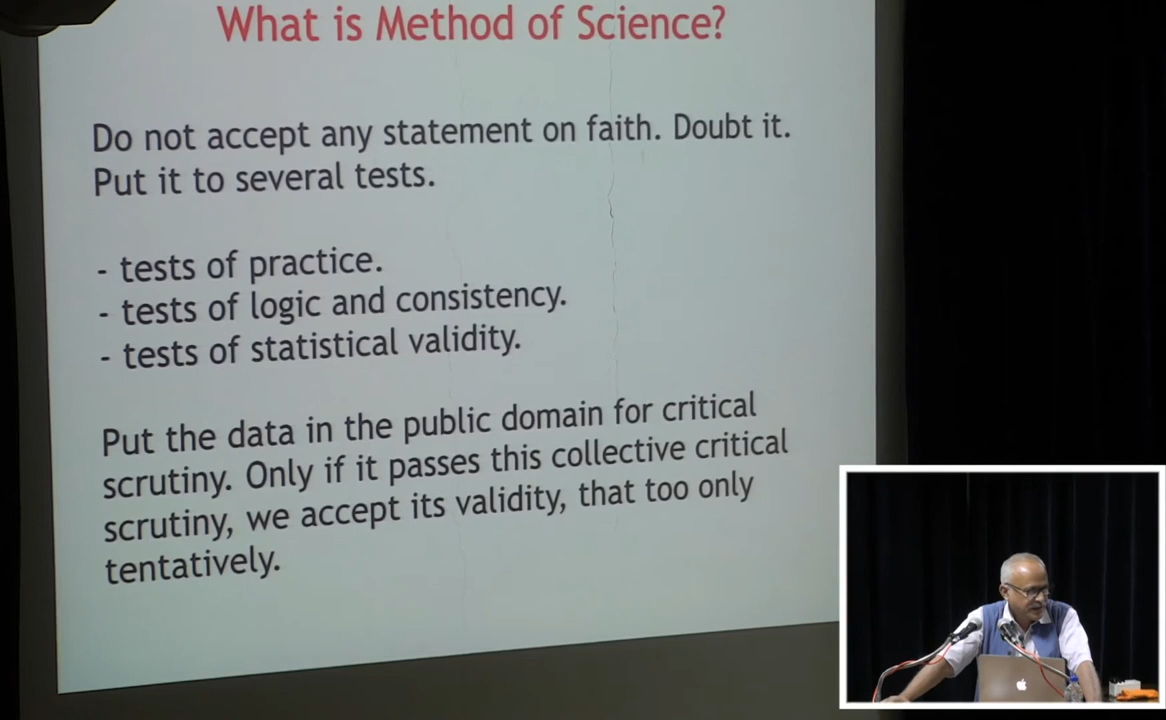 What is Method of Science?
Do not accept any statement on faith. Doubt it.
Put it to several tests.
- tests of practice.
- tests of logic and consistency.
- tests of statistical validity.
Put the data in the public domain for critical
scrutiny. Only if it passes this collective critical
scrutiny, we accept its validity, that too only
tentatively.